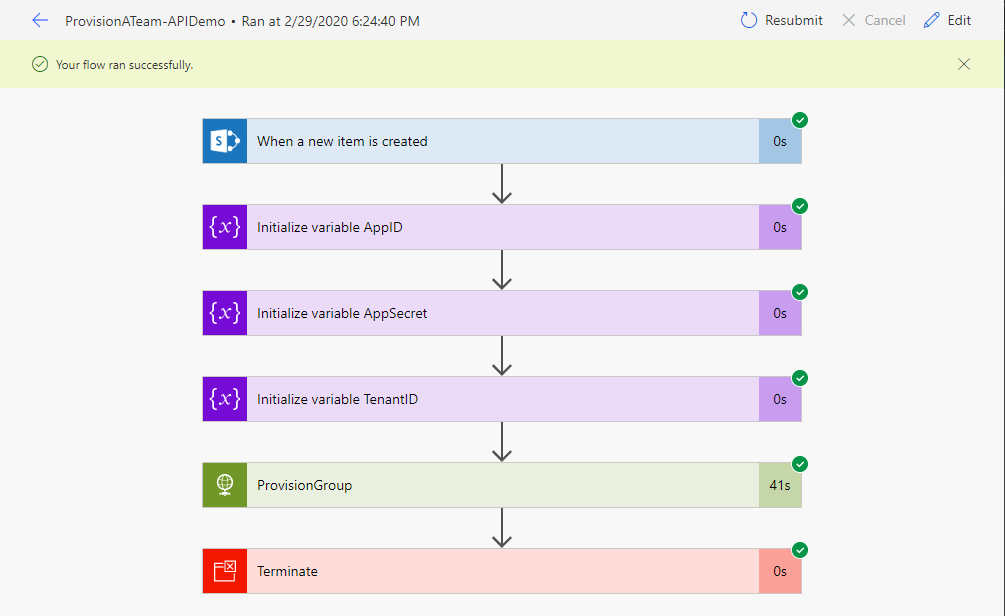 ProvisionATeam-APIDemo • Ran at 2/29/2020 6:24:40 PM Resubmit Cancel Edit
Your flow ran successfully.
S When a new item is created 0s
{x} Initialize variable AppID 0s
{x} Initialize variable AppSecret 0s
{x} Initialize variable TenantID 0s
ProvisionGroup 41s
Terminate 0s